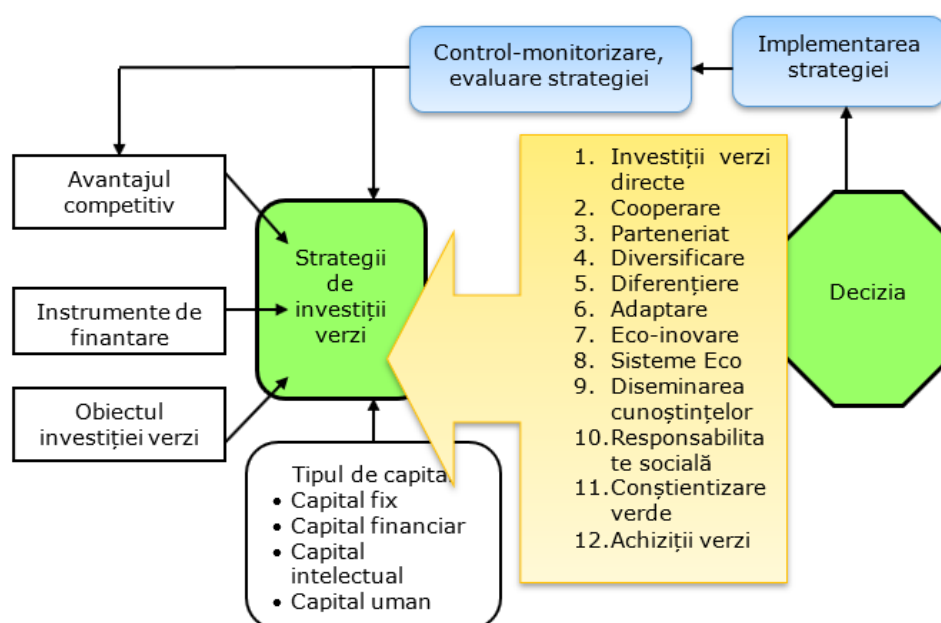 Control-monitorizare,
evaluare strategiei
Implementarea
strategiei
Avantajul
competitiv
Instrumente de
finantare
Obiectul
investiției verzi
Strategii
de
investiții
verzi
Tipul de capital
• Capital fix
• Capital financiar
• Capital
intelectual
• Capital uman
1. Investiții verzi
directe
2. Cooperare
3. Parteneriat
4. Diversificare
5. Diferențiere
6. Adaptare
7. Eco-inovare
8. Sisteme Eco
9. Diseminarea
cunoștințelor
10. Responsabilita
te socială
11. Conștientizare
verde
12. Achiziții verzi
Decizia